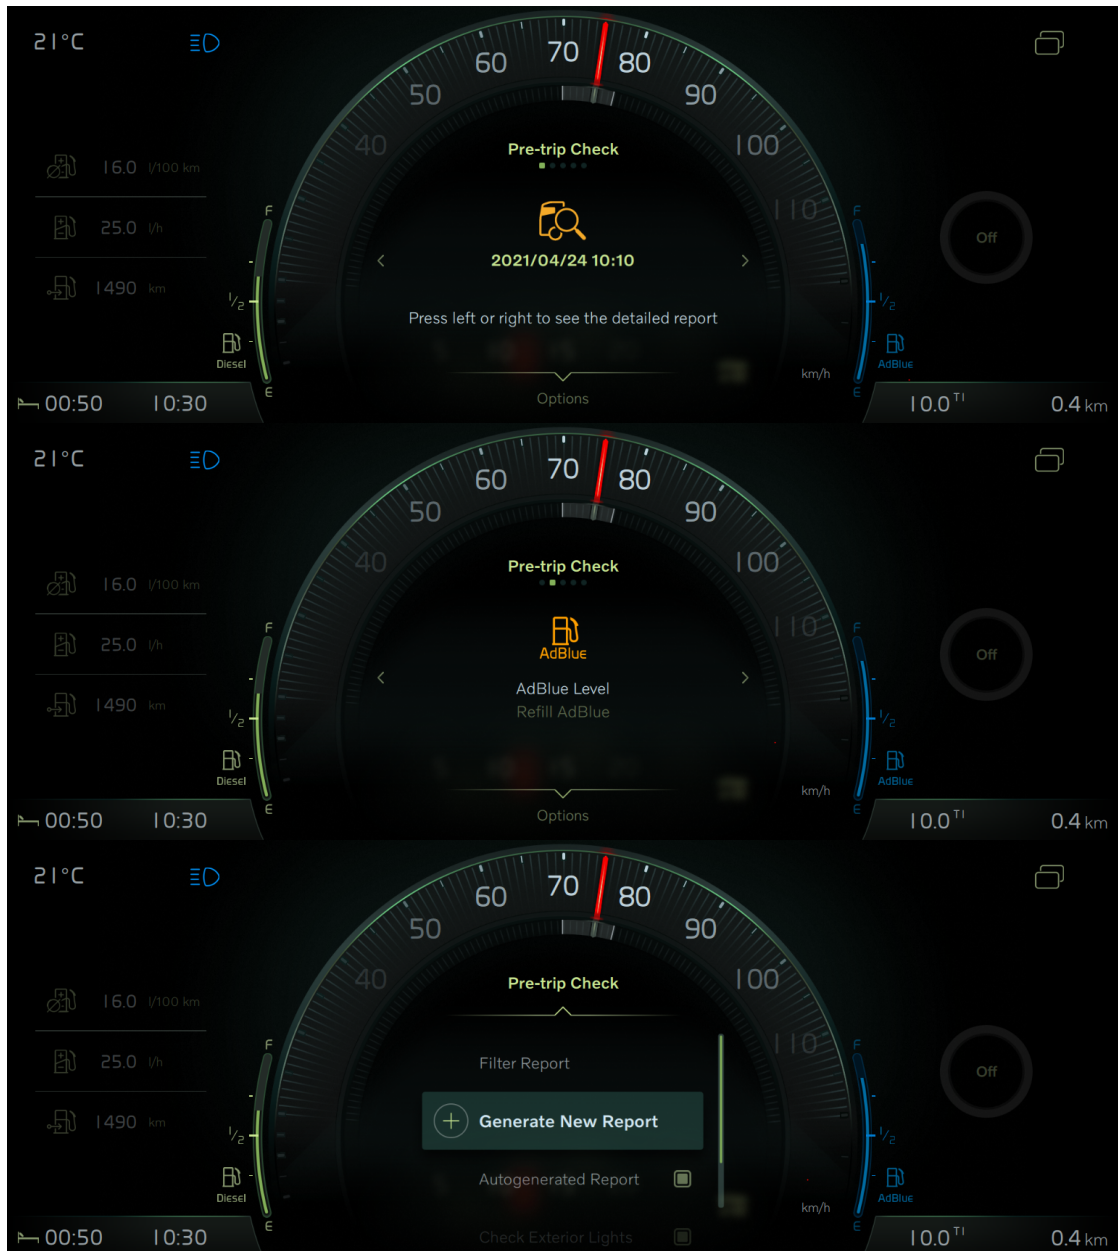 21°C
70
60
80
50
90
Pre-trip Check
40
100
16.0 l/100 km
110
F
F
25.0 l/h
Off
2021/04/24 10:10
1490 km
1/2
1/2
Press left or right to see the detailed report
Diesel
AdBlue
km/h
E
E
Options
00:50
10:30
10.0 TI
0.4 km
21°C
70
60
80
50
90
Pre-trip Check
40
100
16.0 l/100 km
110
F
F
25.0 l/h
AdBlue
Off
AdBlue Level
1490 km
Refill AdBlue
1/2
1/2
Diesel
AdBlue
km/h
E
E
Options
00:50
10:30
10.0 TI
0.4 km
21°C
70
60
80
50
90
Pre-trip Check
40
100
16.0 l/100 km
110
F
F
25.0 l/h
Filter Report
Off
1490 km
Generate New Report
1/2
1/2
Autogenerated Report
Diesel
AdBlue
km/h
E
E
Check Exterior Lights
00:50
10:30
10.0 TI
0.4 km